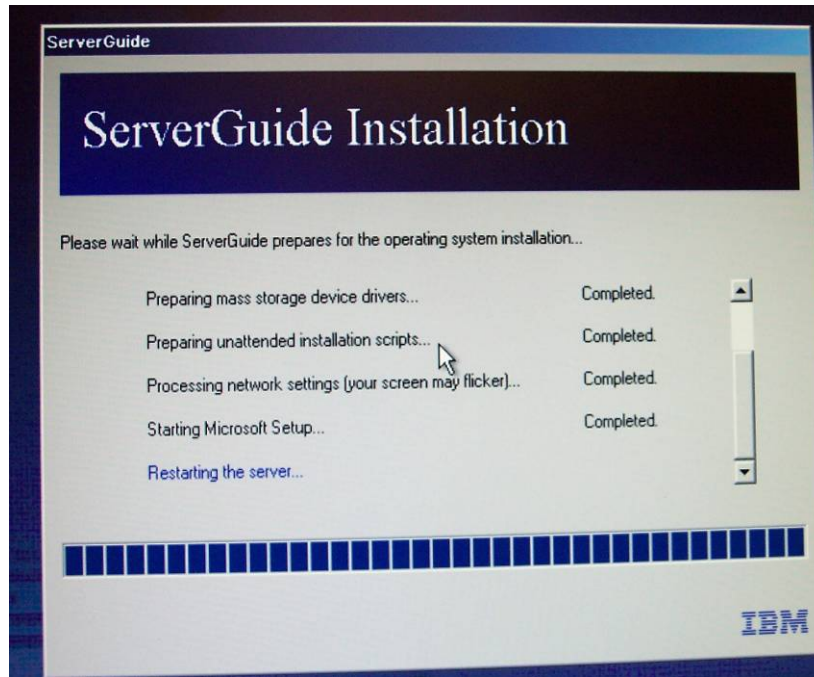 ServerGuide
ServerGuide Installation
Please wait while ServerGuide prepares for the operating system installation...
Preparing mass storage device drivers... Completed.
Preparing unattended installation scripts... Completed.
Processing network settings (your screen may flicker)... Completed.
Starting Microsoft Setup... Completed.
Restarting the server...
IBM